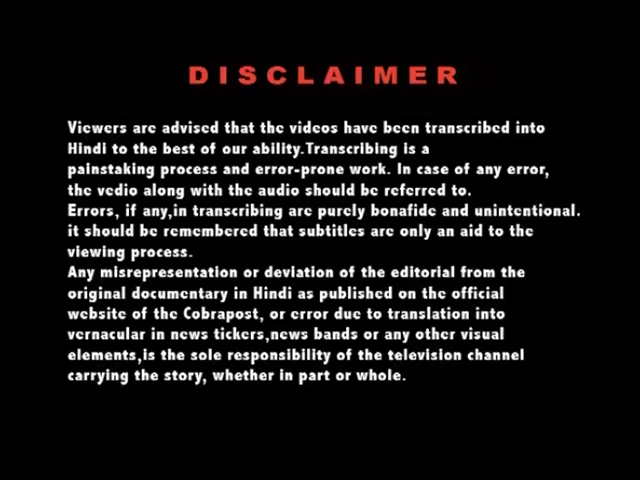 DISCLAIMER
Viewers are advised that the videos have been transcribed into
Hindi to the best of our ability.Transcribing is a
painstaking process and error-prone work. In case of any error,
the vedio along with the audio should be referred to.
Errors, if any,in transcribing are purely bonafide and unintentional.
it should be remembered that subtitles are only an aid to the
viewing process.
Any misrepresentation or deviation of the editorial from the
original documentary in Hindi as published on the official
website of the Cobrapost, or error due to translation into
vernacular in news tickers,news bands or any other visual
elements,is the sole responsibility of the television channel
carrying the story, whether in part or whole.